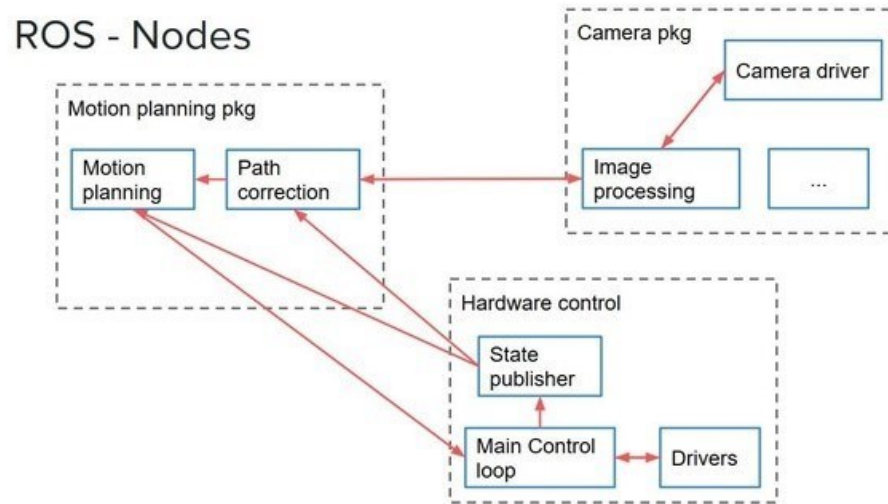 ROS - Nodes
Motion planning pkg
Motion
planning
Path
correction
Camera pkg
Camera driver
Image
processing
...
Hardware control
State
publisher
Main Control
loop
Drivers